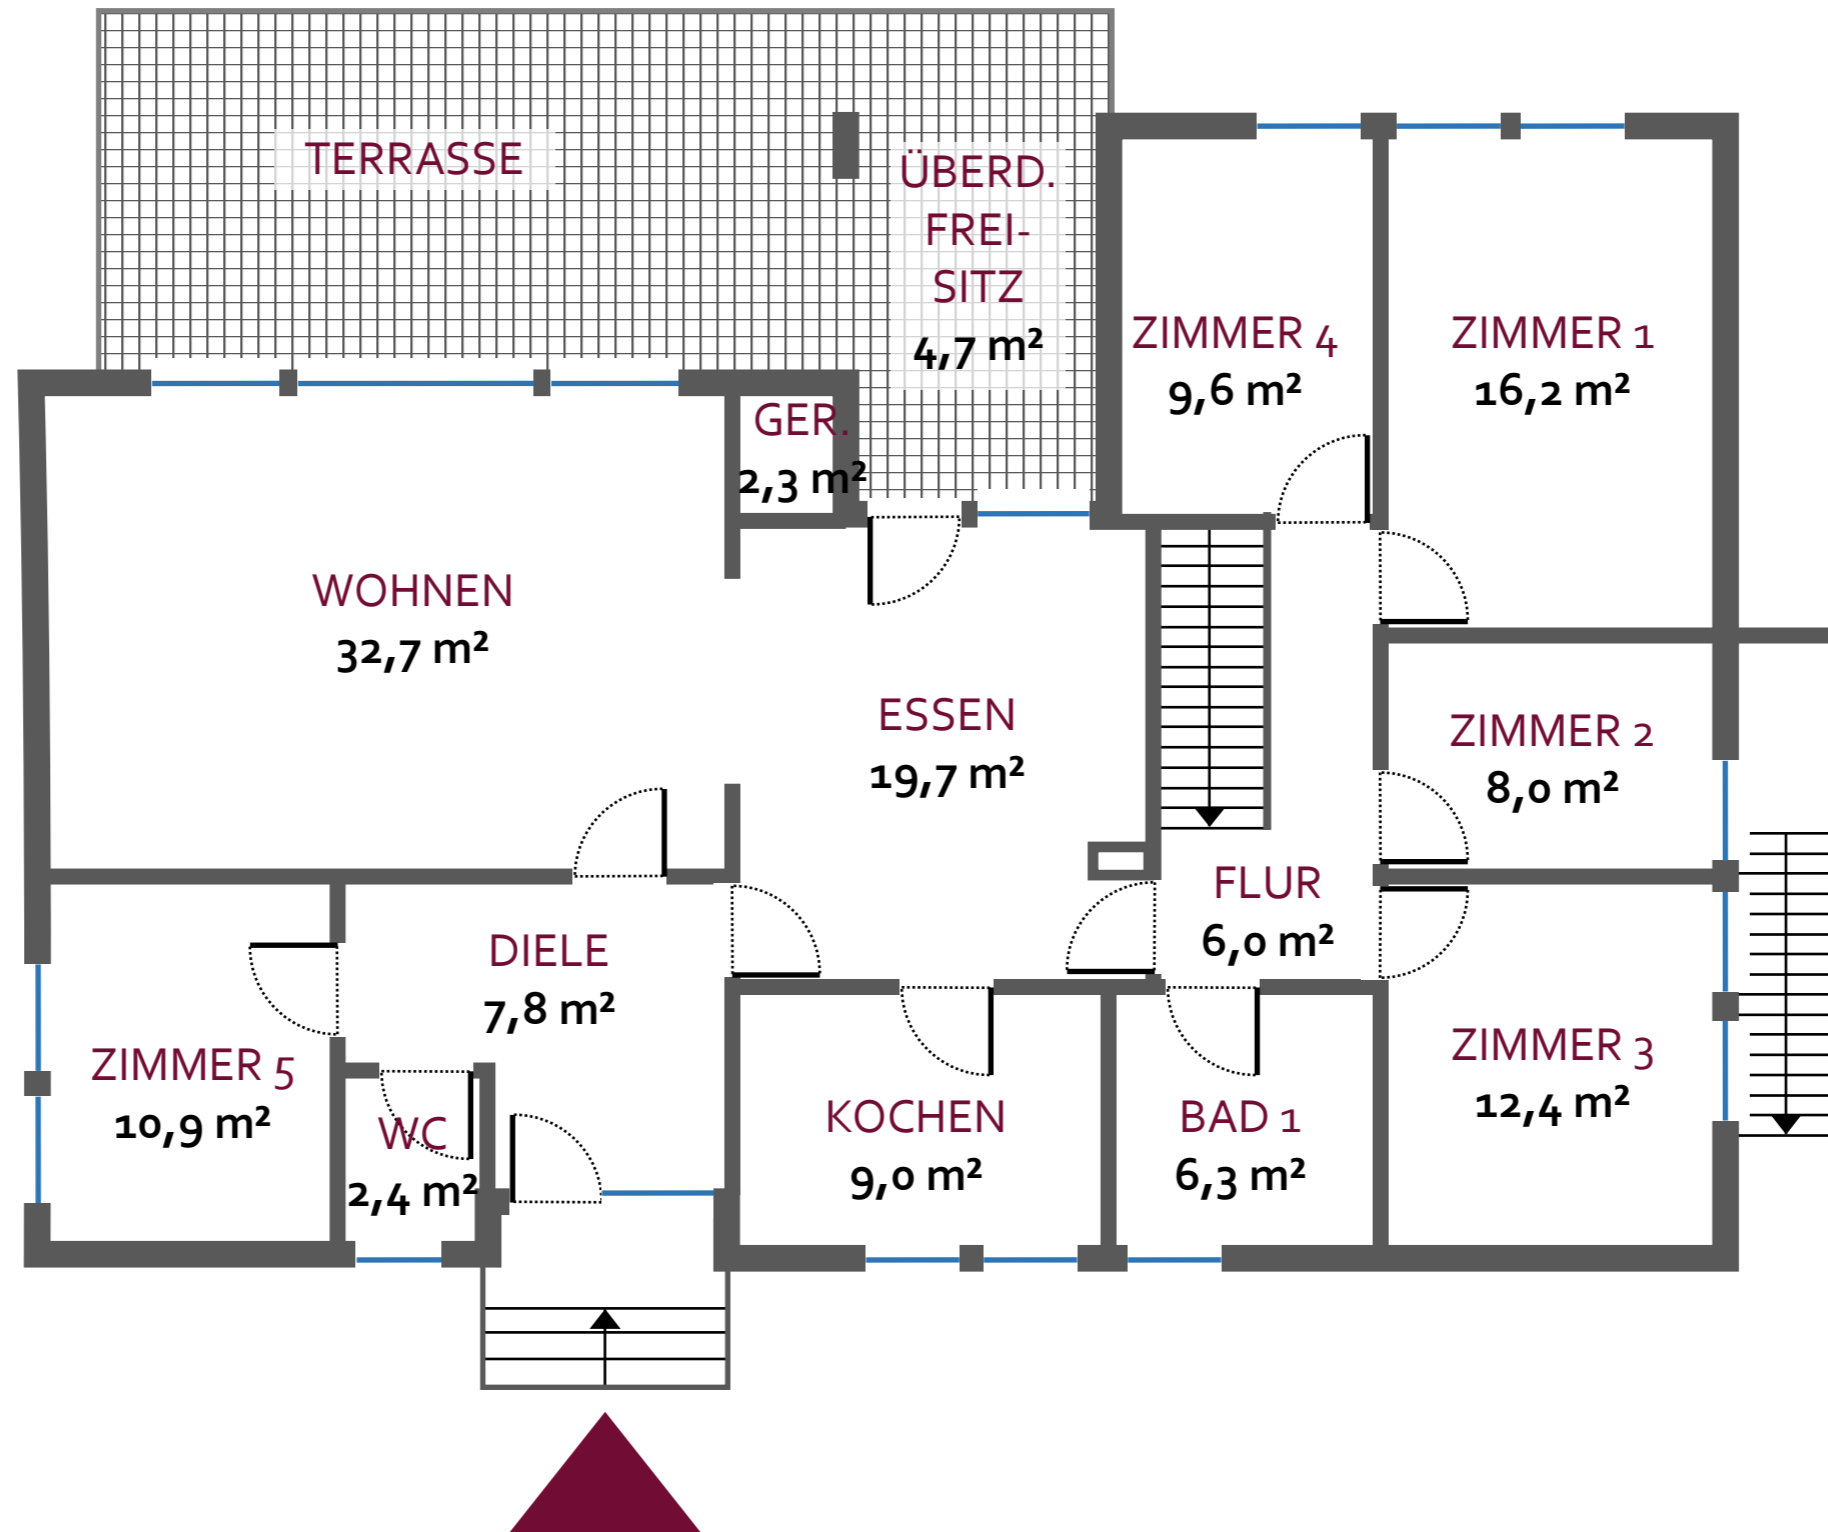 TERRASSE
ÜBERD.
FREI-
SITZ
4,7 m²
ZIMMER 4
9,6 m²
ZIMMER 1
16,2 m²
GER.
2,3 m²
WOHNEN
32,7 m²
ESSEN
19,7 m²
ZIMMER 2
8,0 m²
FLUR
6,0 m²
DIELE
7,8 m²
ZIMMER 5
10,9 m²
WC
2,4 m²
KOCHEN
9,0 m²
BAD 1
6,3 m²
ZIMMER 3
12,4 m²